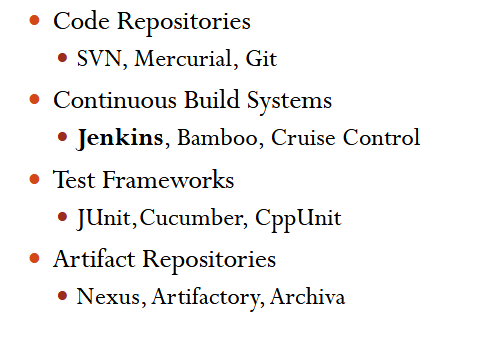 Code Repositories
SVN, Mercurial, Git
Continuous Build Systems
Jenkins, Bamboo, Cruise Control
Test Frameworks
JUnit,Cucumber, CppUnit
Artifact Repositories
Nexus, Artifactory, Archiva